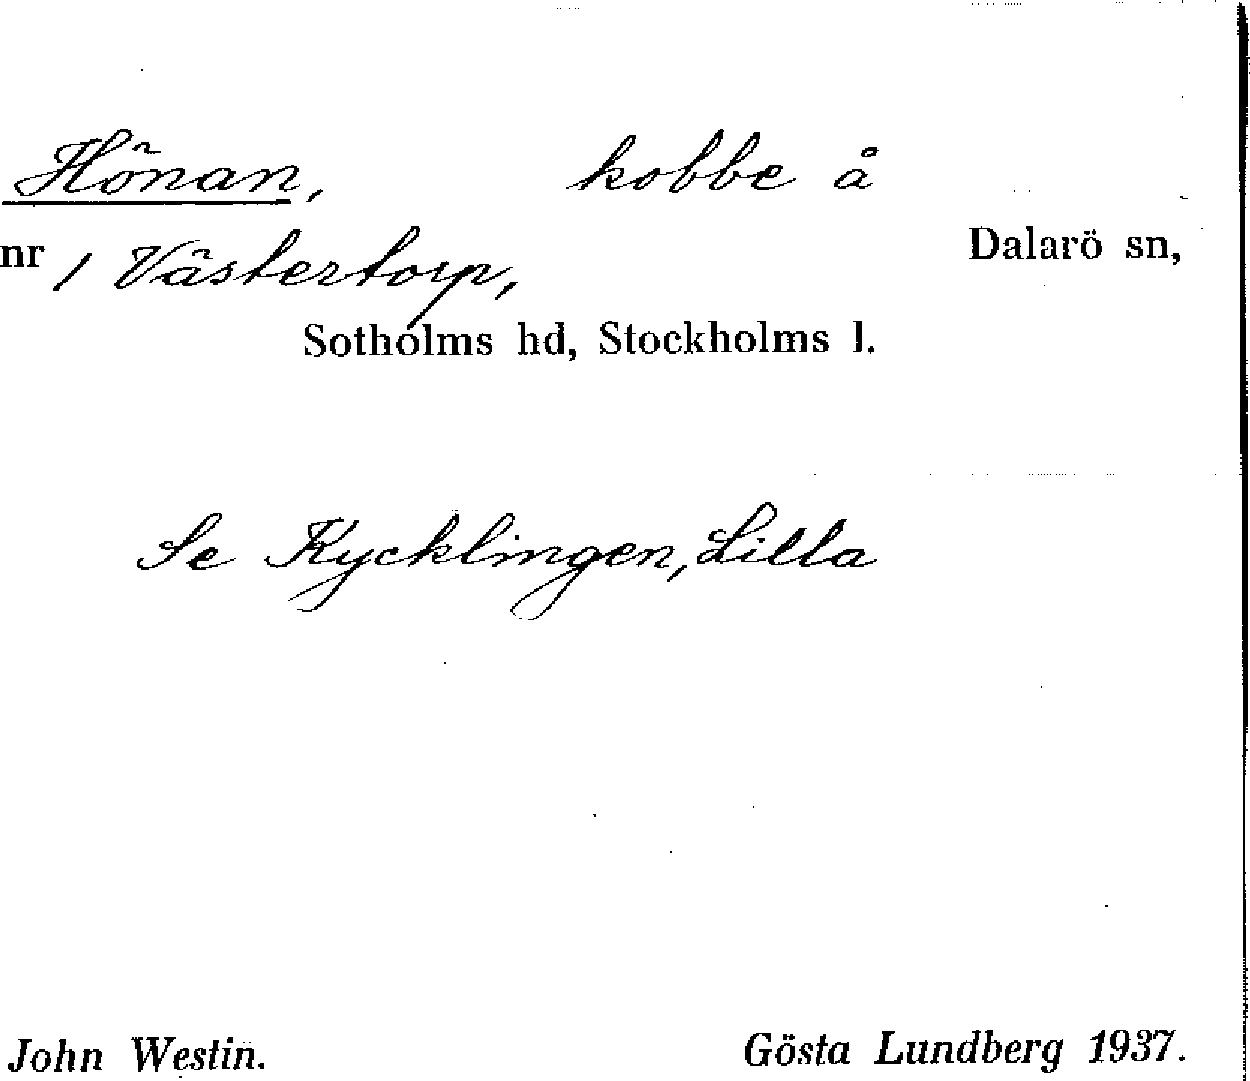 Hönan, kobbe å
nr 1 Västertorp, Dalarö sn,
Sotholms hd, Stockholms l.
Se Kycklingen, Lilla
John Westin. Gösta Lundberg 1937.